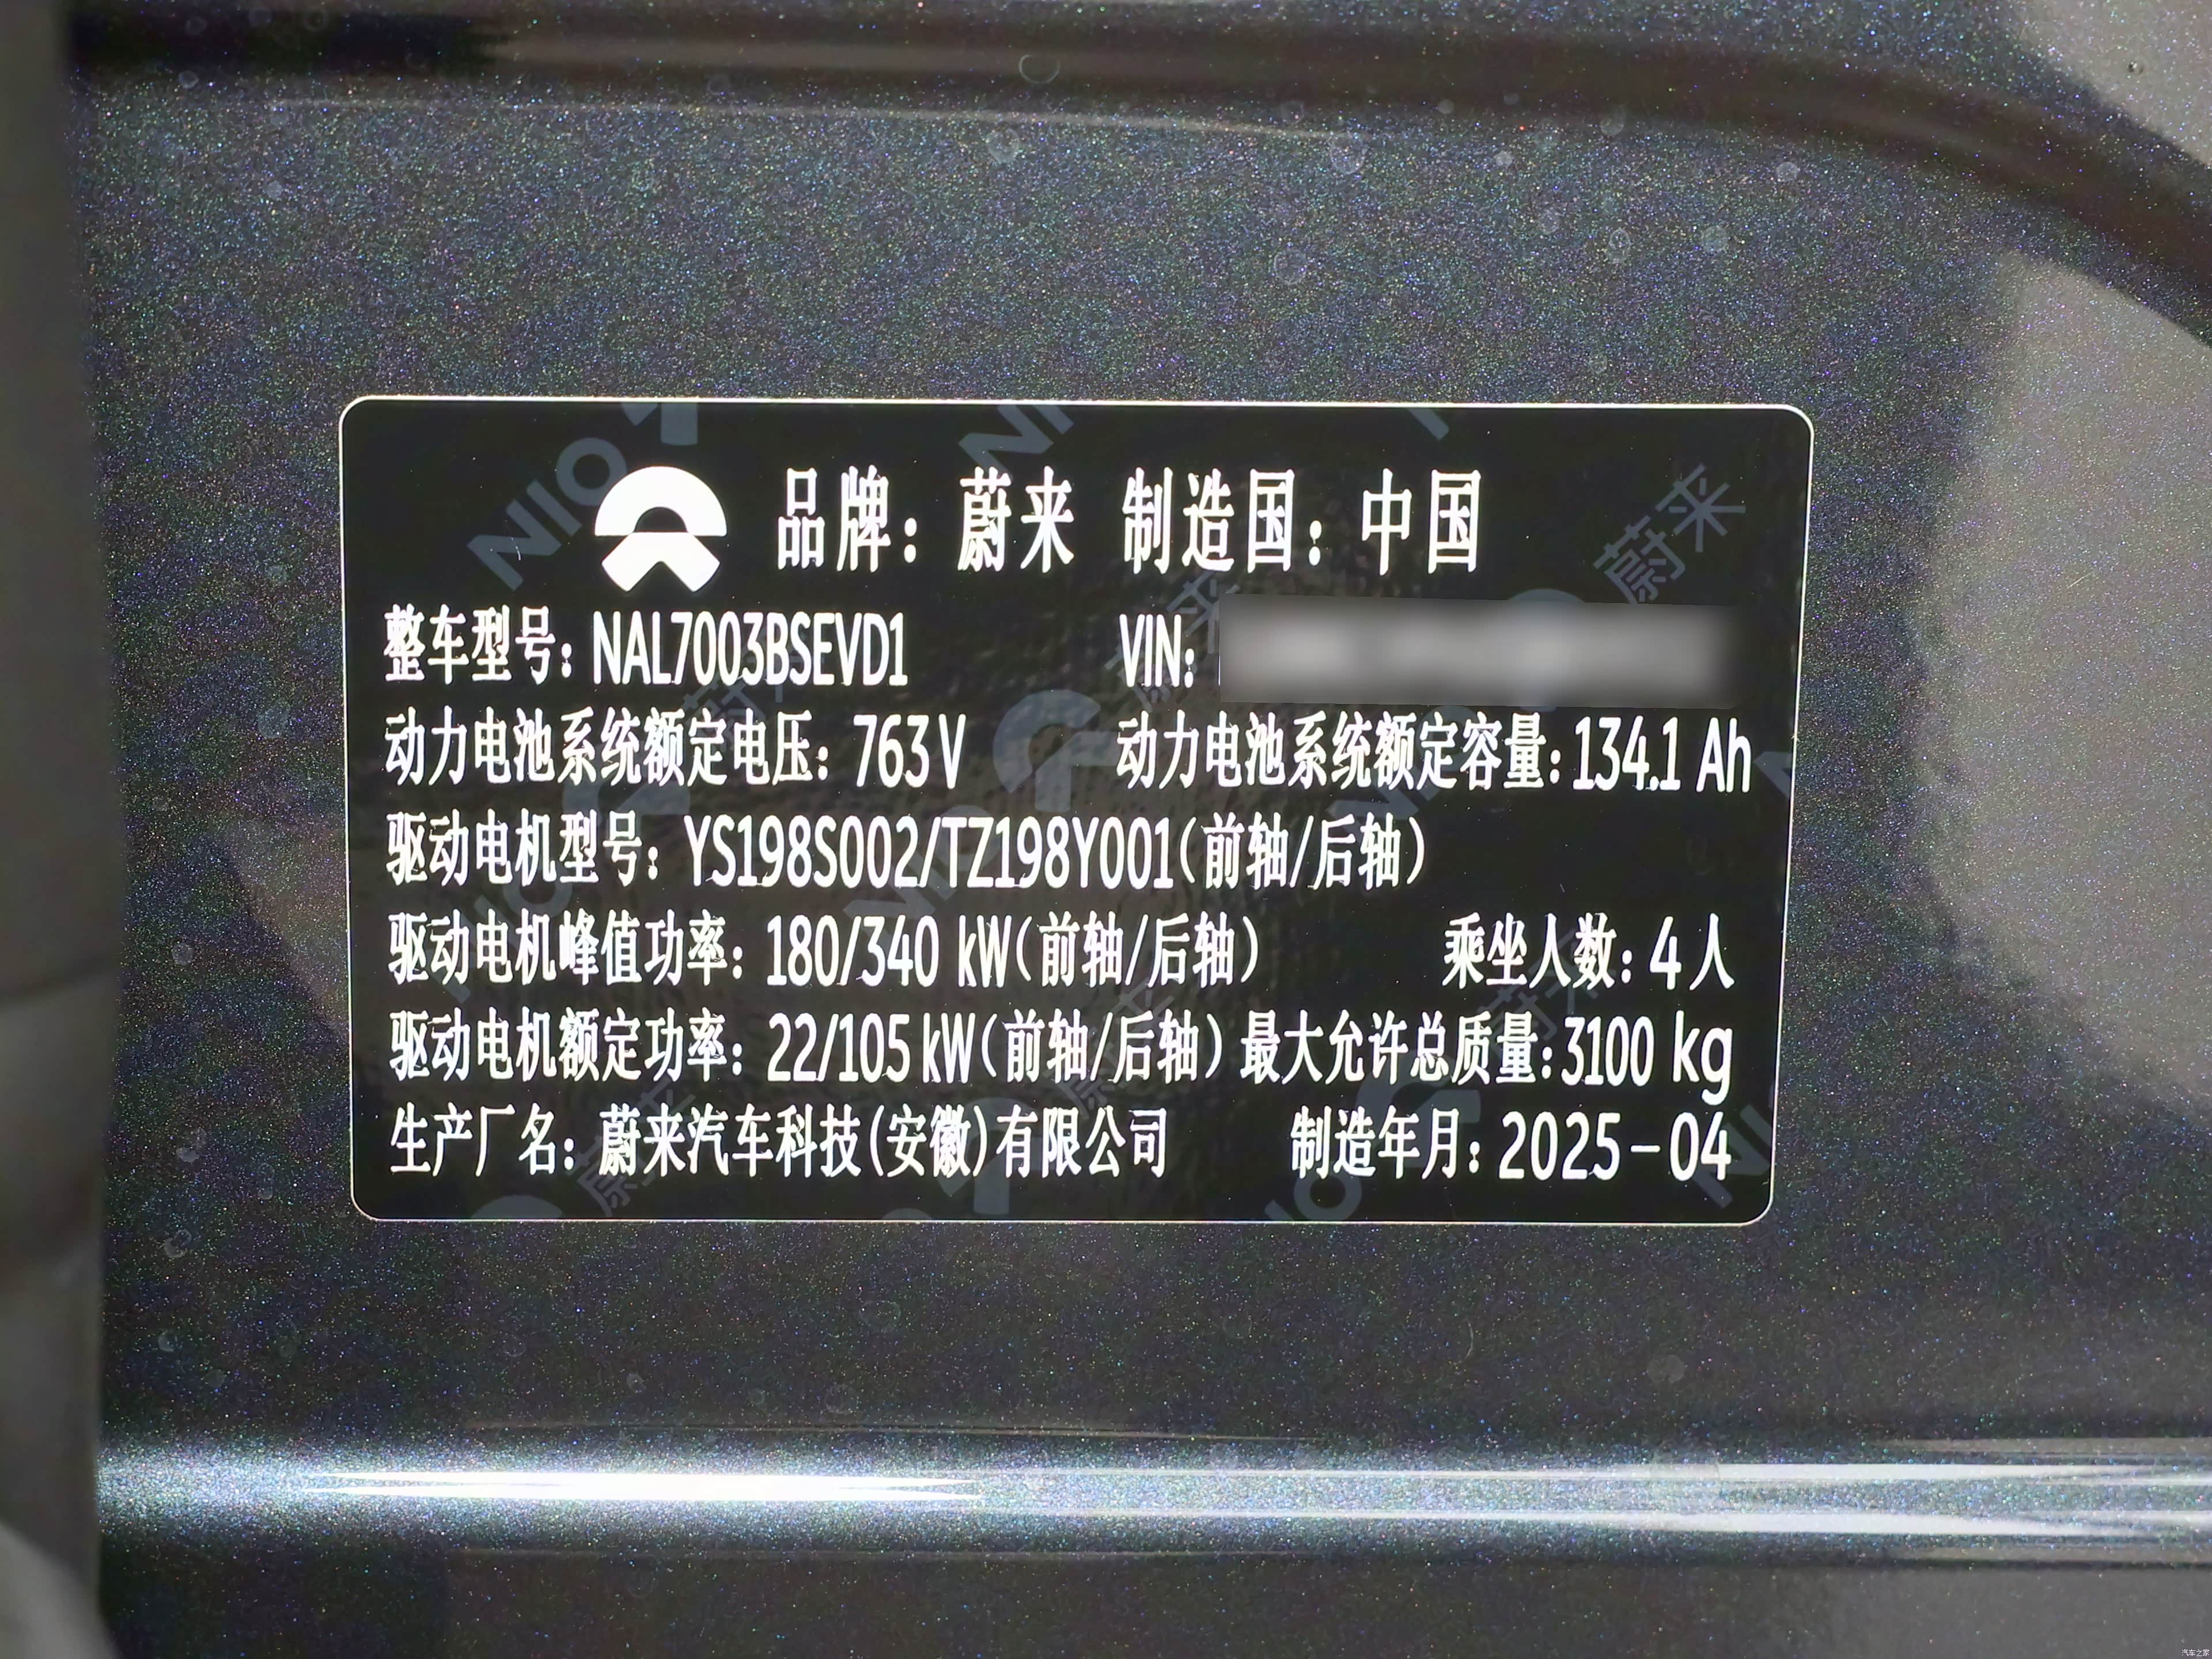 品牌：蔚来 制造国：中国
整车型号：NAL7003BSEVD1 VIN:
动力电池系统额定电压：763V 动力电池系统额定容量：134.1 Ah
驱动电机型号：YS198S002/TZ198Y001(前轴/后轴)
驱动电机峰值功率：180/340 kW(前轴/后轴) 乘坐人数：4人
驱动电机额定功率：22/105kW(前轴/后轴) 最大允许总质量：3100 kg
生产厂名：蔚来汽车科技(安徽)有限公司 制造年月：2025-04
汽车之家